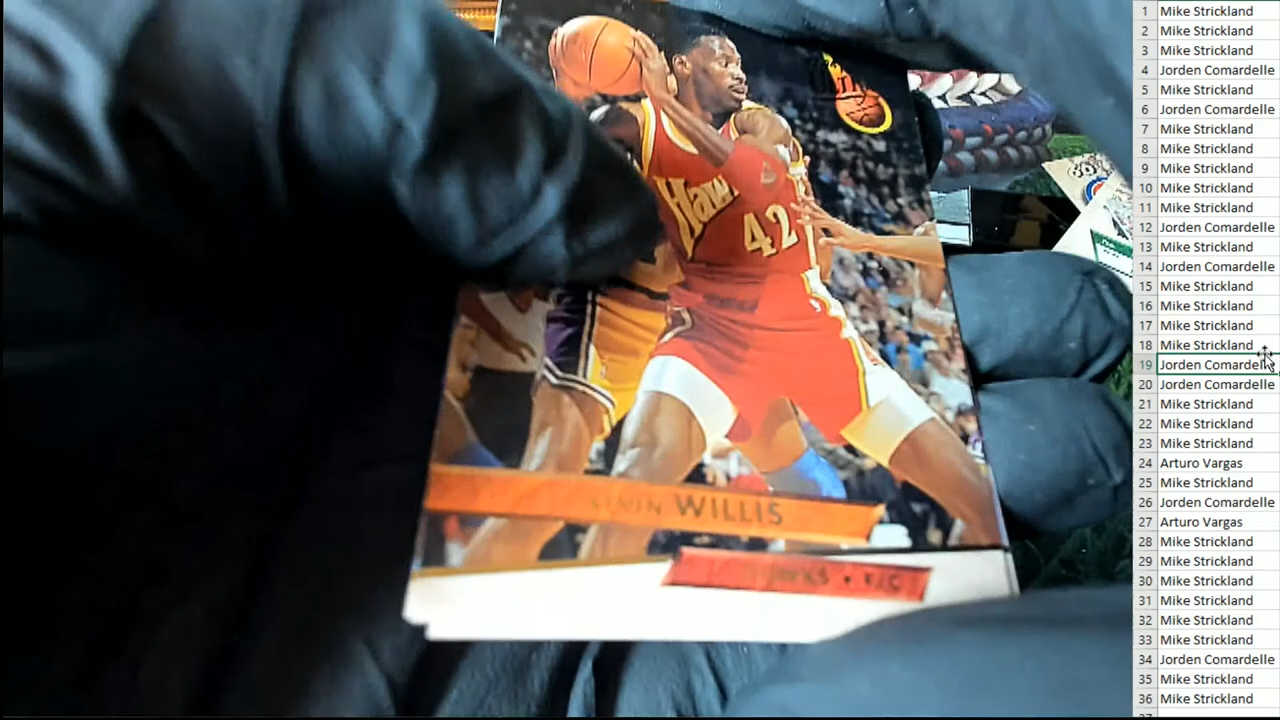 Haw
42
KEVIN WILLIS
HAWKS • F/C
1 Mike Strickland
2 Mike Strickland
3 Mike Strickland
4 Jorden Comardelle
5 Mike Strickland
6 Jorden Comardelle
7 Mike Strickland
8 Mike Strickland
9 Mike Strickland
10 Mike Strickland
11 Mike Strickland
12 Jorden Comardelle
13 Mike Strickland
14 Jorden Comardelle
15 Mike Strickland
16 Mike Strickland
17 Mike Strickland
18 Mike Strickland
19 Jorden Comardelle
20 Jorden Comardelle
21 Mike Strickland
22 Mike Strickland
23 Mike Strickland
24 Arturo Vargas
25 Mike Strickland
26 Jorden Comardelle
27 Arturo Vargas
28 Mike Strickland
29 Mike Strickland
30 Mike Strickland
31 Mike Strickland
32 Mike Strickland
33 Mike Strickland
34 Jorden Comardelle
35 Mike Strickland
36 Mike Strickland